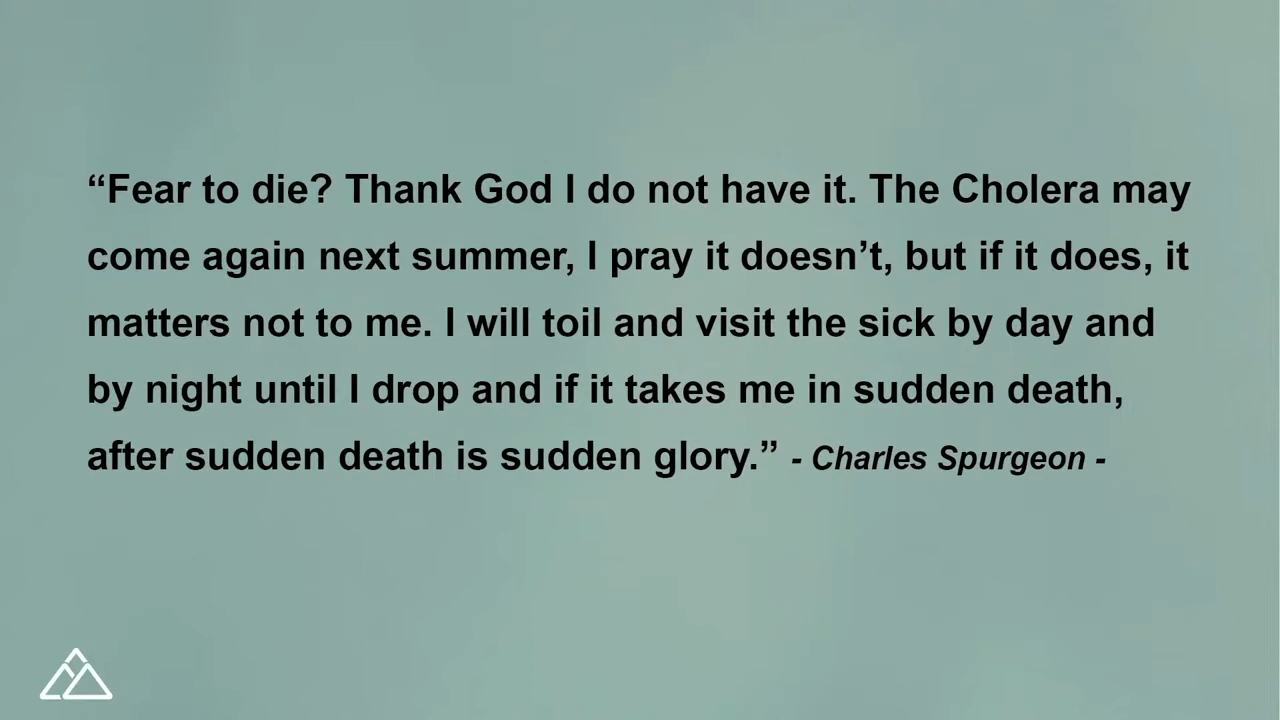 “Fear to die? Thank God I do not have it. The Cholera may
come again next summer, I pray it doesn’t, but if it does, it
matters not to me. I will toil and visit the sick by day and
by night until I drop and if it takes me in sudden death,
after sudden death is sudden glory.” - Charles Spurgeon -